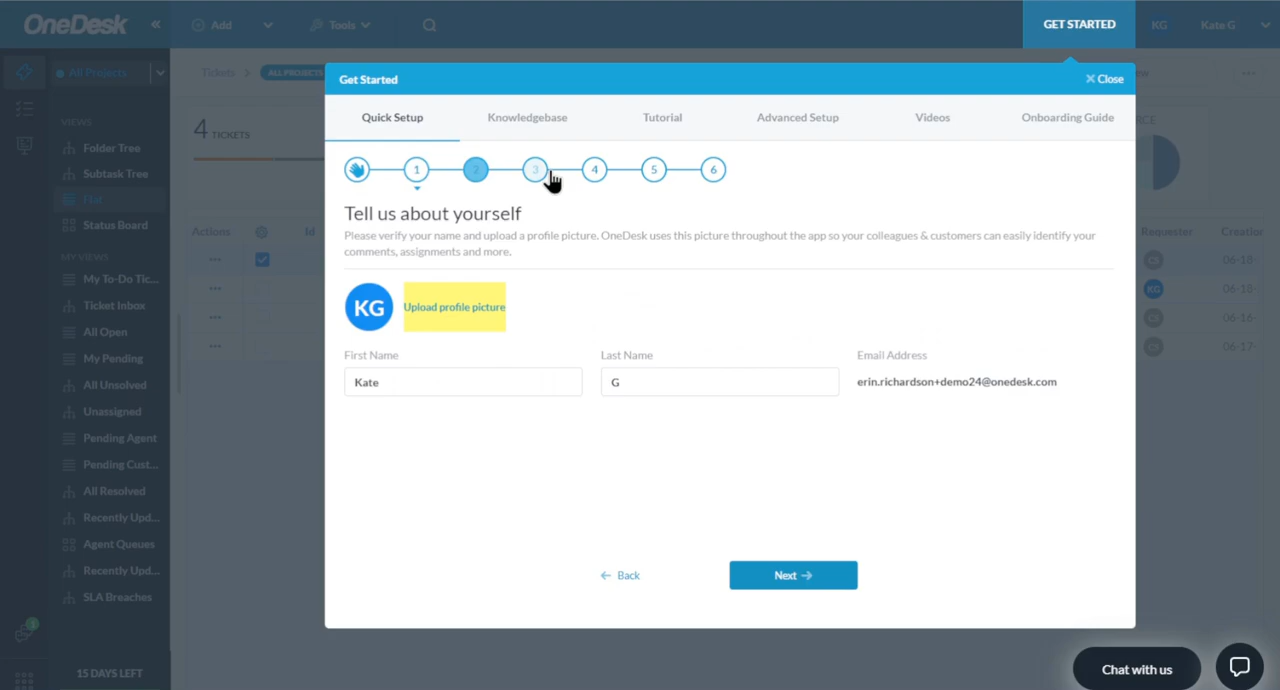 OneDesk «
Add
Tools
GET STARTED
KG
Kate G
All Projects
Tickets
ALL PROJECTS
Get Started
Close
Quick Setup
Knowledgebase
Tutorial
Advanced Setup
Videos
Onboarding Guide
VIEWS
4 TICKETS
Folder Tree
1
2
3
4
5
6
Subtask Tree
Flat
Tell us about yourself
Status Board
Please verify your name and upload a profile picture. OneDesk uses this picture throughout the app so your colleagues & customers can easily identify your
comments, assignments and more.
Actions
Id
Requester
MY VIEWS
My To-Do Tic...
Ticket Inbox
All Open
My Pending
All Unsolved
Unassigned
Pending Agent
Pending Cust...
All Resolved
Recently Upd...
Agent Queues
Recently Upd...
SLA Breaches
CS
06-18-
KG
06-18-
CS
06-16-
CS
06-17-
KG
Upload profile picture
First Name
Last Name
Email Address
Kate
G
erin.richardson+demo24@onedesk.com
Back
Next
15 DAYS LEFT
Chat with us